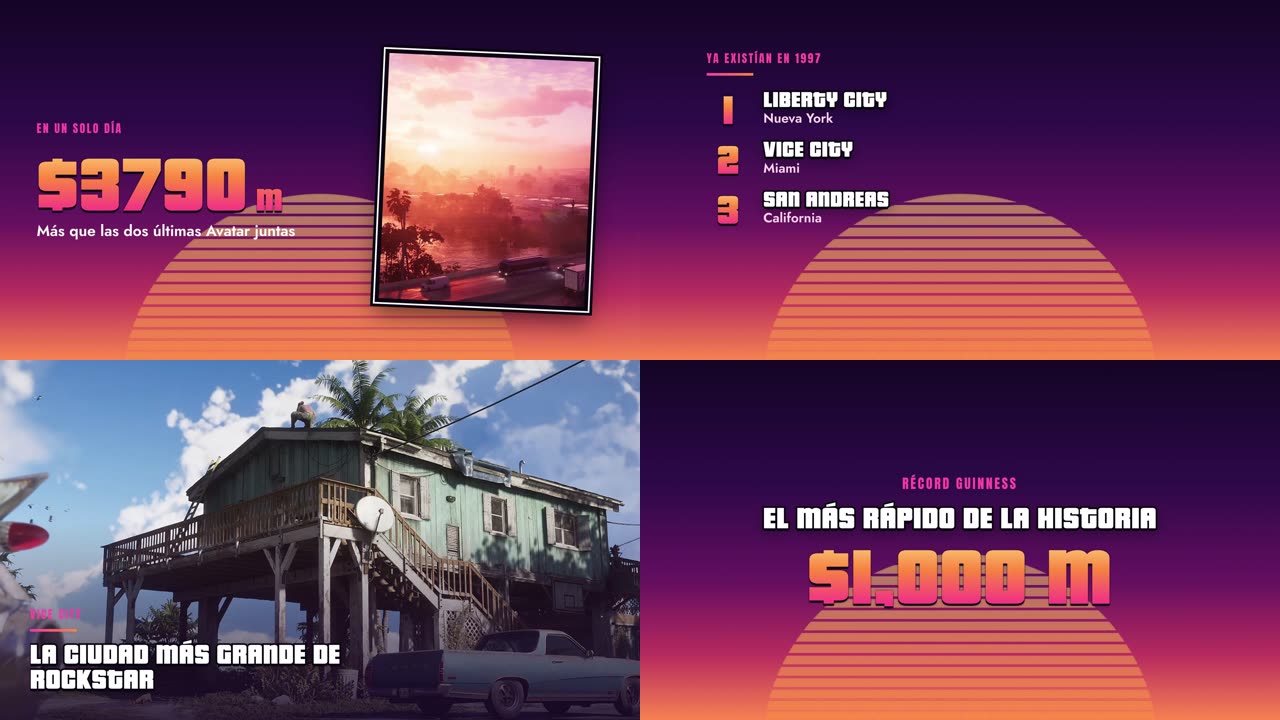 EN UN SOLO DÍA
$3790 m
Más que las dos últimas Avatar juntas
YA EXISTÍAN EN 1997
1 LIBERTY CITY
Nueva York
2 VICE CITY
Miami
3 SAN ANDREAS
California
VICE CITY
LA CIUDAD MÁS GRANDE DE
ROCKSTAR
RÉCORD GUINNESS
EL MÁS RÁPIDO DE LA HISTORIA
$1,000 M